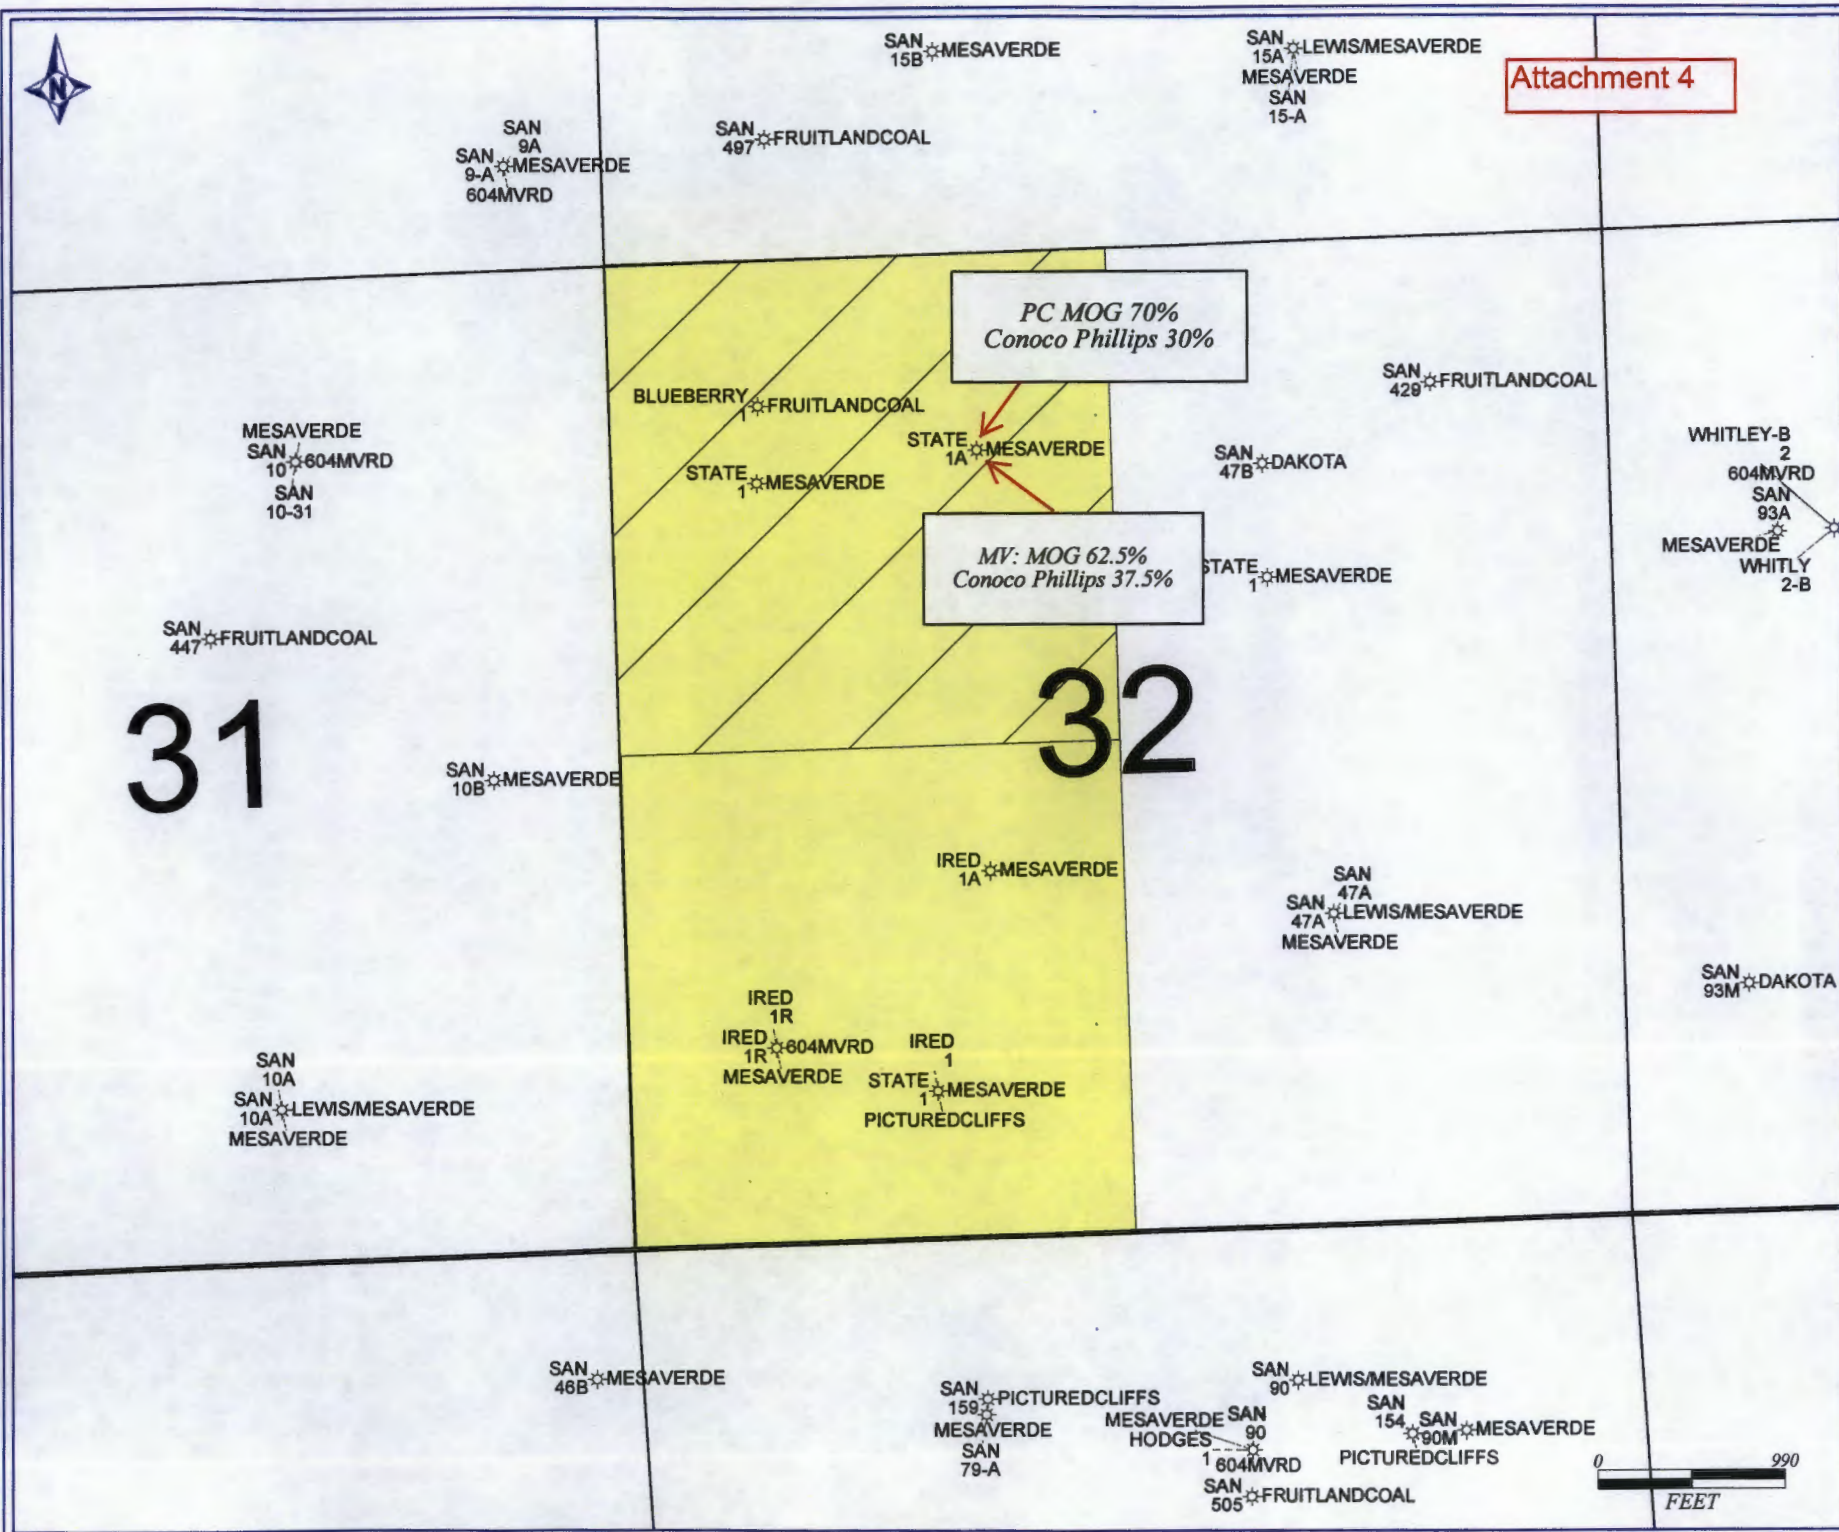 N
SAN
15B
MESAVERDE
SAN
15A
LEWIS/MESAVERDE
MESAVERDE
SAN
15-A
Attachment 4
SAN
9A
SAN
9-A
MESAVERDE
604MVRD
SAN
497
FRUITLANDCOAL
PC MOG 70%
Conoco Phillips 30%
BLUEBERRY
1
FRUITLANDCOAL
STATE
1
MESAVERDE
STATE
1A
MESAVERDE
SAN
429
FRUITLANDCOAL
SAN
47B
DAKOTA
MESAVERDE
SAN
10
604MVRD
SAN
10-31
WHITLEY-B
2
604MVRD
SAN
93A
MESAVERDE
WHITLY
2-B
MV: MOG 62.5%
Conoco Phillips 37.5%
STATE
1
MESAVERDE
SAN
447
FRUITLANDCOAL
31
32
SAN
10B
MESAVERDE
IRED
1A
MESAVERDE
SAN
47A
SAN
47A
LEWIS/MESAVERDE
MESAVERDE
SAN
93M
DAKOTA
IRED
1R
IRED
1R
604MVRD
MESAVERDE
IRED
1
STATE
1
MESAVERDE
PICTUREDCLIFFS
SAN
10A
SAN
10A
LEWIS/MESAVERDE
MESAVERDE
SAN
46B
MESAVERDE
SAN
159
PICTUREDCLIFFS
MESAVERDE
SAN
79-A
SAN
90
LEWIS/MESAVERDE
MESAVERDE
HODGES
1
SAN
90
604MVRD
SAN
154
PICTUREDCLIFFS
SAN
90M
MESAVERDE
SAN
505
FRUITLANDCOAL
0 990
FEET